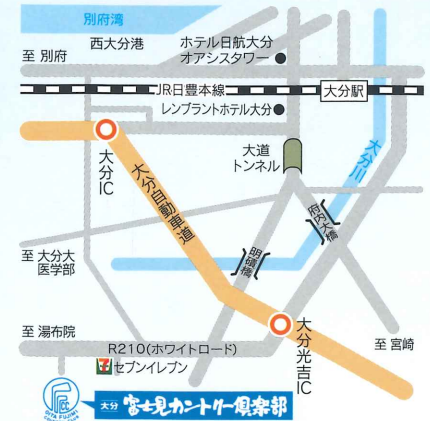 別府湾
西大分港
ホテル日航大分
オアシスタワー
至 別府
JR日豊本線
大分駅
レンブラントホテル大分
大分IC
大分自動車道
大道
トンネル
大分川
府内大橋
明磧橋
至 大分大
医学部
至 宮崎
大分光吉IC
至 湯布院
R210(ホワイトロード)
セブンイレブン
大分 富士見カントリー倶楽部
OITA FUJIMI